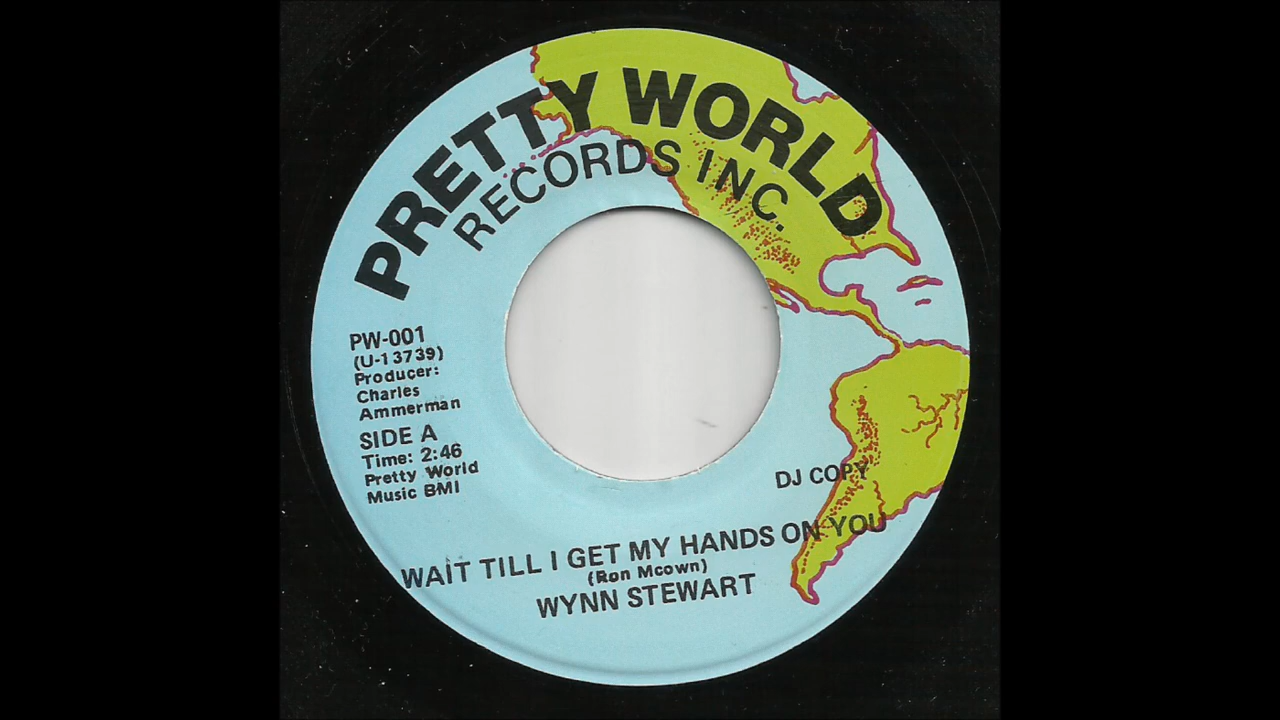 PRETTY WORLD
RECORDS INC.
PW-001
(U-13739)
Producer:
Charles
Ammerman
SIDE A
Time: 2:46
Pretty World
Music BMI
DJ COPY
WAIT TILL I GET MY HANDS ON YOU
(Ron Mcown)
WYNN STEWART